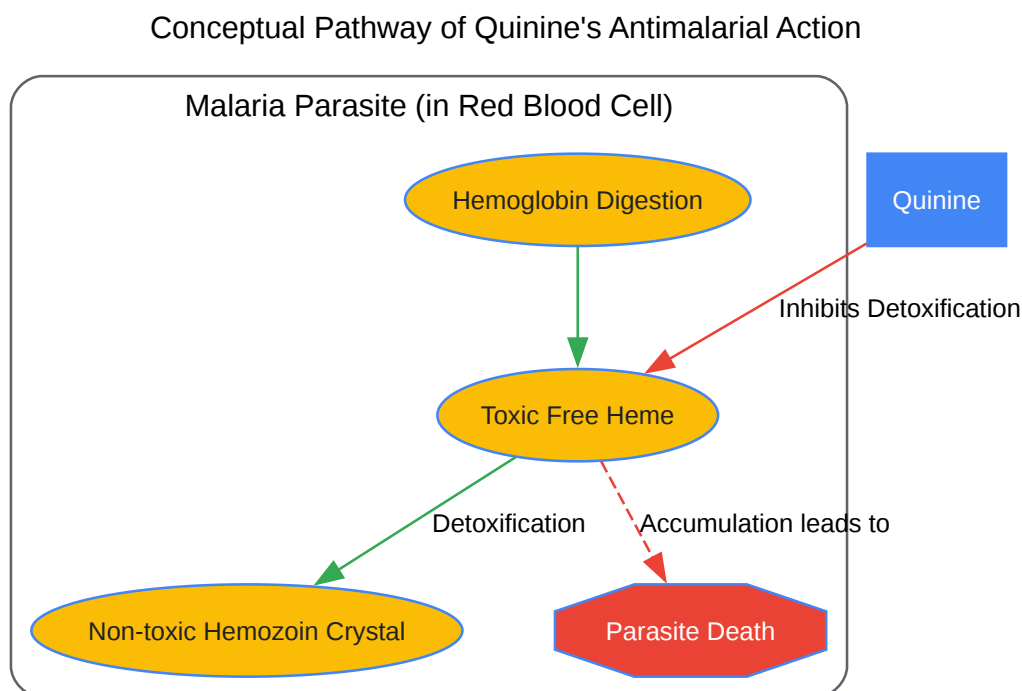 Conceptual Pathway of Quinine's Antimalarial Action
Malaria Parasite (in Red Blood Cell)
Hemoglobin Digestion
Quinine
Inhibits Detoxification
Toxic Free Heme
Detoxification
Accumulation leads to
Non-toxic Hemozoin Crystal
Parasite Death